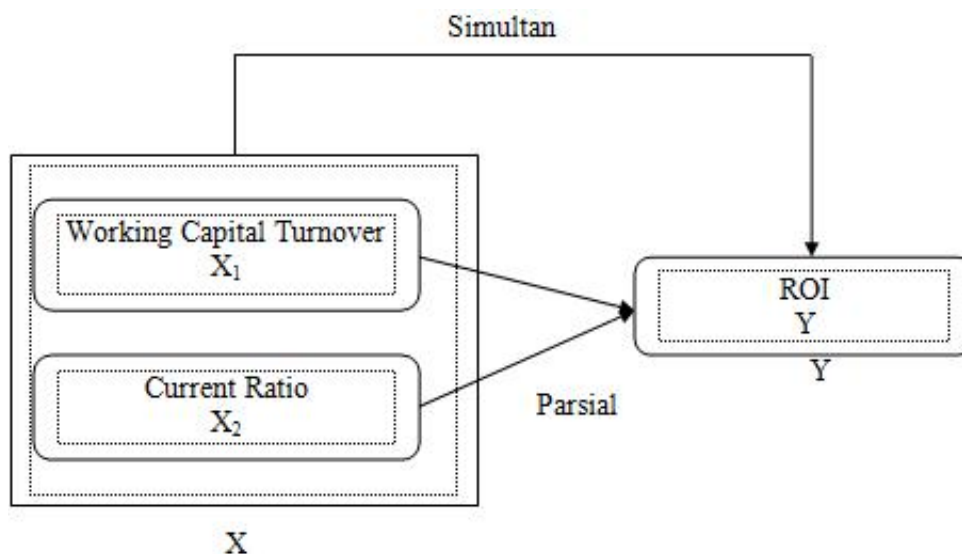 Simultan
Working Capital Turnover
X₁
Current Ratio
X₂
ROI
Y
Y
Parsial
X